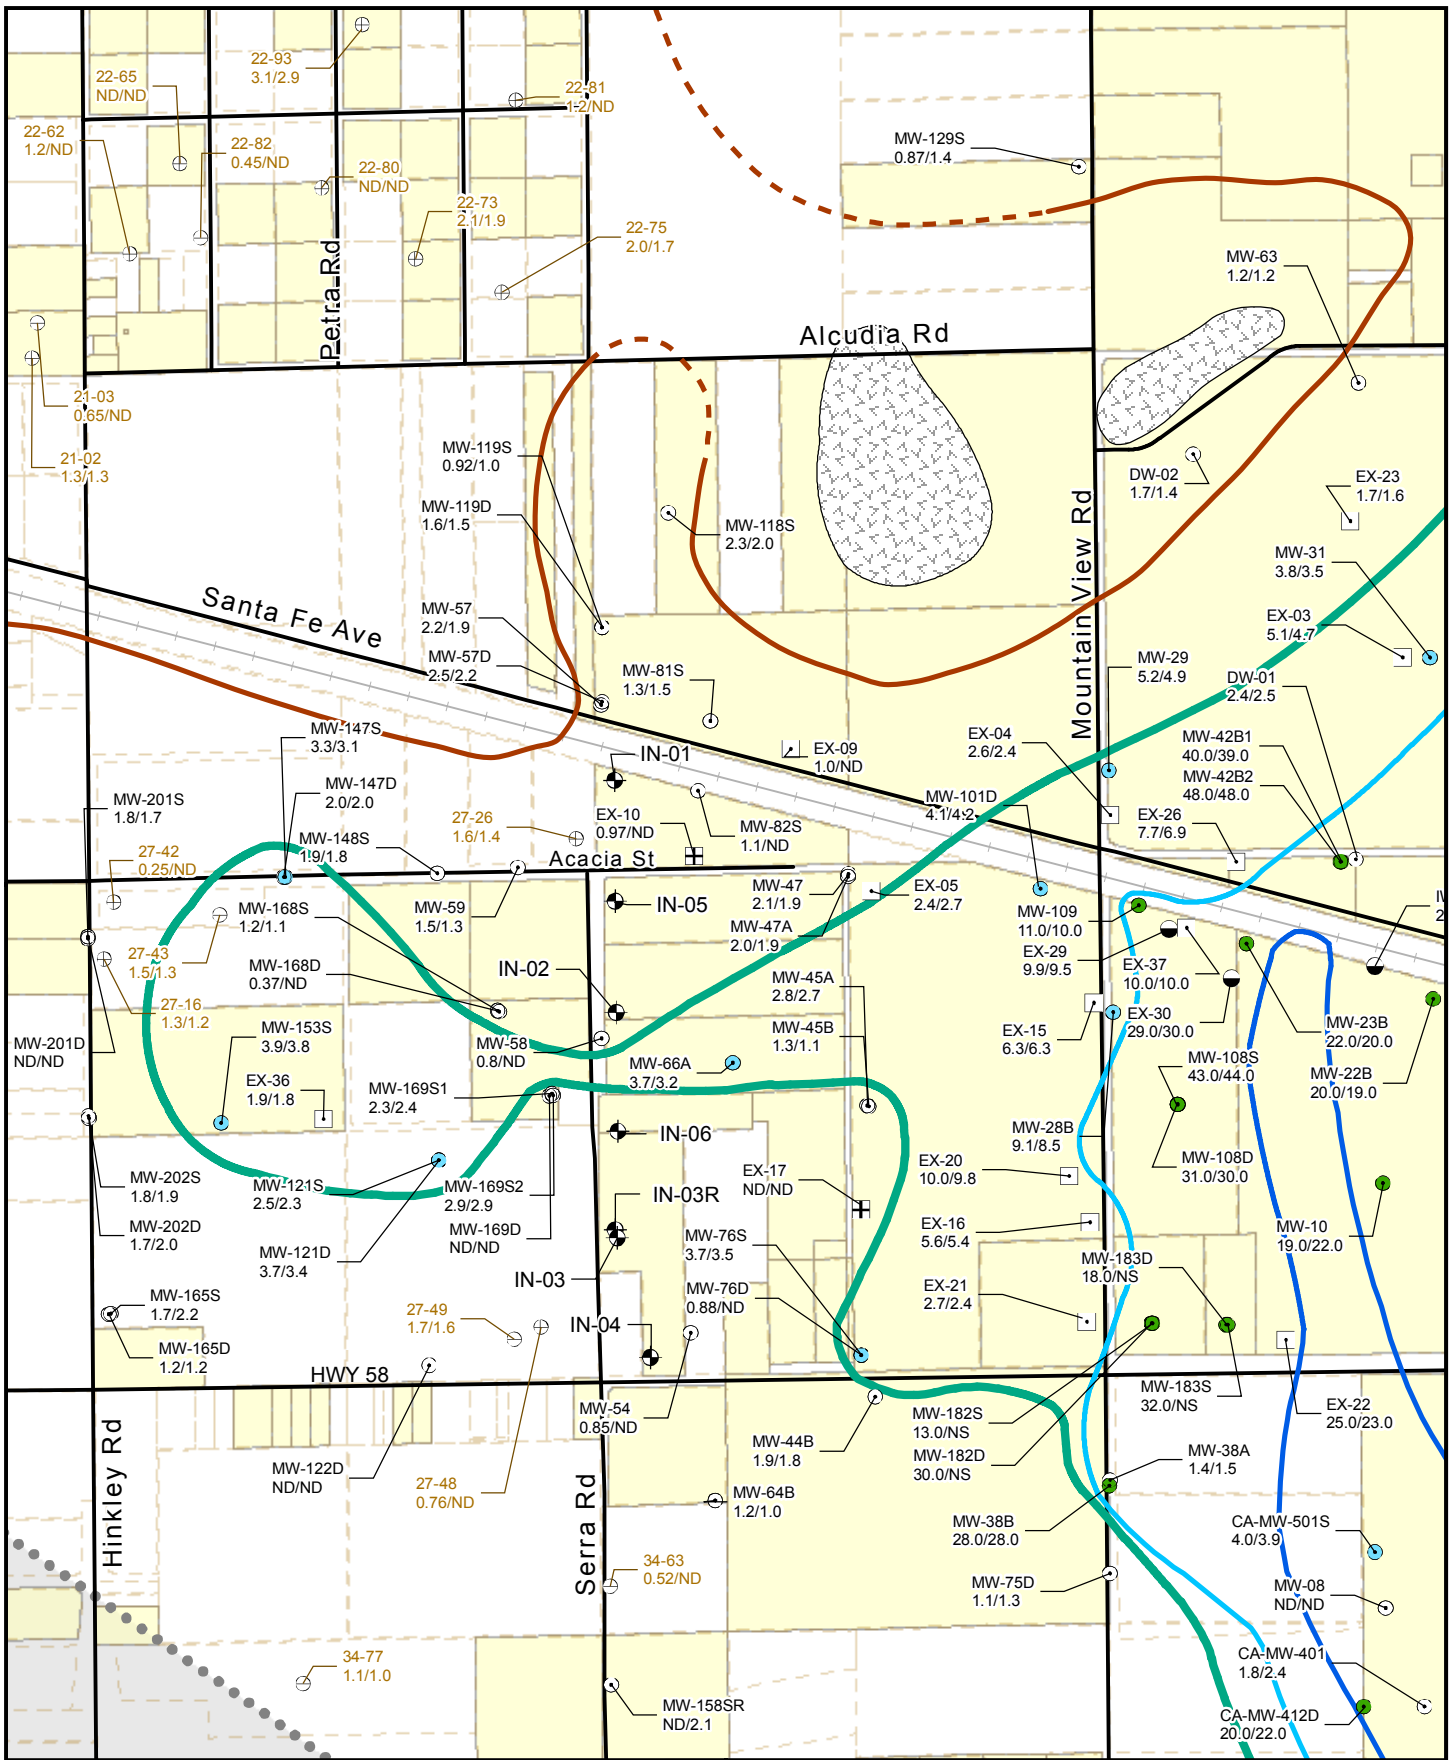 22-93
3.1/2.9
22-65
ND/ND
22-81
1.2/ND
22-62
1.2/ND
22-82
0.45/ND
22-80
ND/ND
MW-129S
0.87/1.4
22-73
2.1/1.9
22-75
2.0/1.7
Petra Rd
MW-63
1.2/1.2
Alcudia Rd
21-03
0.65/ND
21-02
1.3/1.3
MW-119S
0.92/1.0
MW-119D
1.6/1.5
MW-118S
2.3/2.0
DW-02
1.7/1.4
EX-23
1.7/1.6
Mountain View Rd
MW-31
3.8/3.5
Santa Fe Ave
MW-57
2.2/1.9
MW-57D
2.5/2.2
MW-81S
1.3/1.5
EX-03
5.1/4.7
MW-29
5.2/4.9
DW-01
2.4/2.5
MW-147S
3.3/3.1
IN-01
EX-09
1.0/ND
EX-04
2.6/2.4
MW-42B1
40.0/39.0
MW-42B2
48.0/48.0
MW-147D
2.0/2.0
MW-201S
1.8/1.7
MW-148S
1.9/1.8
27-26
1.6/1.4
EX-10
0.97/ND
MW-82S
1.1/ND
MW-101D
4.1/4.2
EX-26
7.7/6.9
27-42
0.25/ND
Acacia St
MW-168S
1.2/1.1
MW-59
1.5/1.3
IN-05
MW-47
2.1/1.9
MW-47A
2.0/1.9
EX-05
2.4/2.7
MW-109
11.0/10.0
EX-29
9.9/9.5
27-43
1.5/1.3
MW-168D
0.37/ND
IN-02
EX-37
10.0/10.0
27-16
1.3/1.2
MW-45A
2.8/2.7
EX-30
29.0/30.0
MW-201D
ND/ND
MW-153S
3.9/3.8
MW-58
0.8/ND
MW-45B
1.3/1.1
EX-15
6.3/6.3
MW-23B
22.0/20.0
MW-66A
3.7/3.2
MW-108S
43.0/44.0
MW-22B
20.0/19.0
EX-36
1.9/1.8
MW-169S1
2.3/2.4
IN-06
MW-28B
9.1/8.5
MW-108D
31.0/30.0
MW-202S
1.8/1.9
MW-121S
2.5/2.3
MW-169S2
2.9/2.9
IN-03R
EX-17
ND/ND
EX-20
10.0/9.8
MW-202D
1.7/2.0
MW-169D
ND/ND
MW-76S
3.7/3.5
EX-16
5.6/5.4
MW-10
19.0/22.0
MW-121D
3.7/3.4
IN-03
MW-183D
18.0/NS
MW-165S
1.7/2.2
MW-76D
0.88/ND
EX-21
2.7/2.4
27-49
1.7/1.6
IN-04
MW-165D
1.2/1.2
HWY 58
MW-183S
32.0/NS
MW-54
0.85/ND
MW-182S
13.0/NS
EX-22
25.0/23.0
MW-44B
1.9/1.8
MW-182D
30.0/NS
MW-38A
1.4/1.5
Hinkley Rd
MW-122D
ND/ND
27-48
0.76/ND
Serra Rd
MW-64B
1.2/1.0
MW-38B
28.0/28.0
CA-MW-501S
4.0/3.9
34-63
0.52/ND
MW-75D
1.1/1.3
MW-08
ND/ND
34-77
1.1/1.0
CA-MW-401
1.8/2.4
MW-158SR
ND/2.1
CA-MW-412D
20.0/22.0